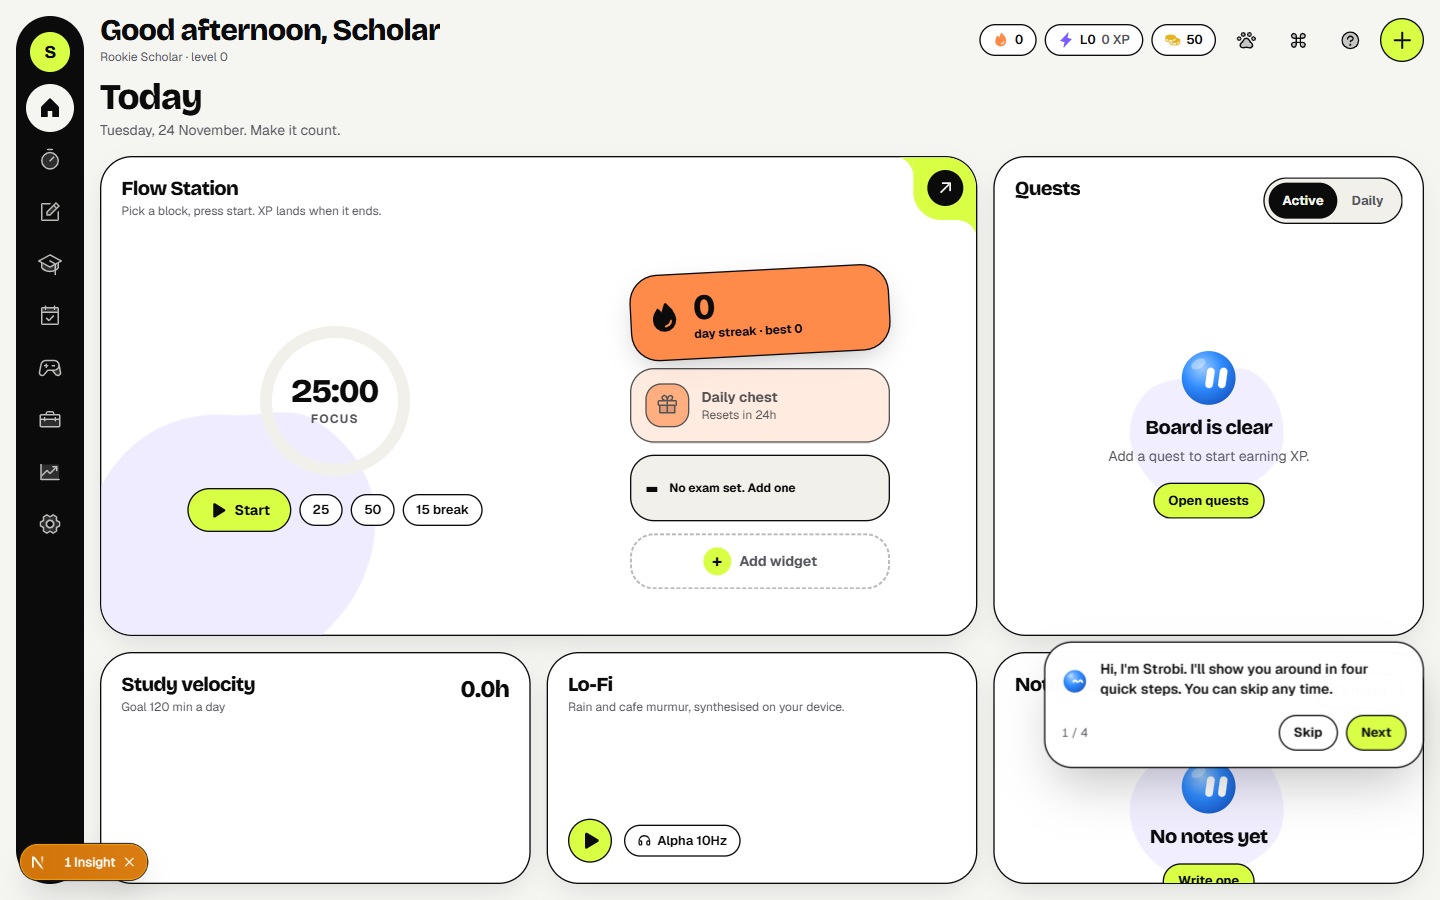 S
Good afternoon, Scholar
Rookie Scholar · level 0
0
L0 0 XP
50
Today
Tuesday, 24 November. Make it count.
Flow Station
Pick a block, press start. XP lands when it ends.
25:00
FOCUS
Start
25
50
15 break
0
day streak · best 0
Daily chest
Resets in 24h
No exam set. Add one
Add widget
Quests
Active
Daily
Board is clear
Add a quest to start earning XP.
Open quests
Study velocity
0.0h
Goal 120 min a day
Lo-Fi
Rain and cafe murmur, synthesised on your device.
Alpha 10Hz
Hi, I'm Strobi. I'll show you around in four
quick steps. You can skip any time.
1 / 4
Skip
Next
No notes yet
Write one
N
1 Insight